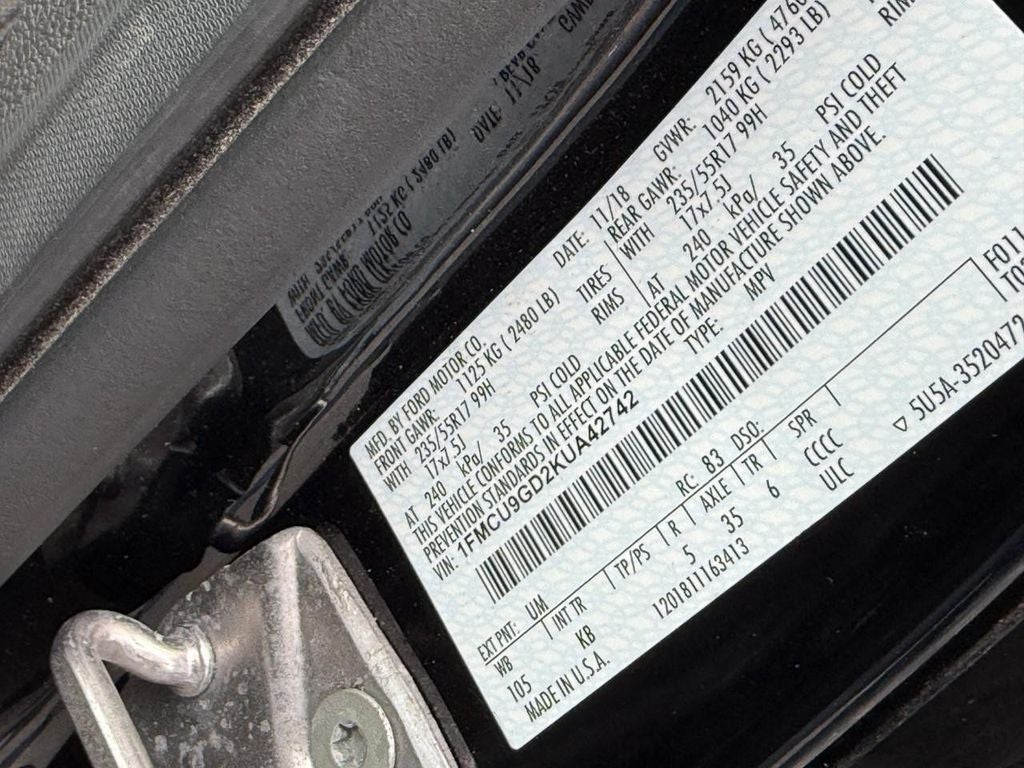 MFD. BY FORD MOTOR CO.
DATE: 11/18 GVWR: 2159 KG ( 476
FRONT GAWR: 1125 KG ( 2480 LB) REAR GAWR: 1040 KG ( 2293 LB)
WITH 235/55R17 99H TIRES WITH 235/55R17 99H
17x7.5J RIMS 17x7.5J RIM
AT 240 kPa/ 35 PSI COLD AT 240 kPa/ 35 PSI COLD
THIS VEHICLE CONFORMS TO ALL APPLICABLE FEDERAL MOTOR VEHICLE SAFETY AND THEFT
PREVENTION STANDARDS IN EFFECT ON THE DATE OF MANUFACTURE SHOWN ABOVE.
VIN: 1FMCU9GD2KUA42742 TYPE: MPV
F011
EXT PNT: UM RC: 83 DSO:
WB INT TR TP/PS R AXLE TR SPR
105 KB 5 35 6 CCCC
MADE IN U.S.A. 1201811163413 ULC
5U5A-3520472